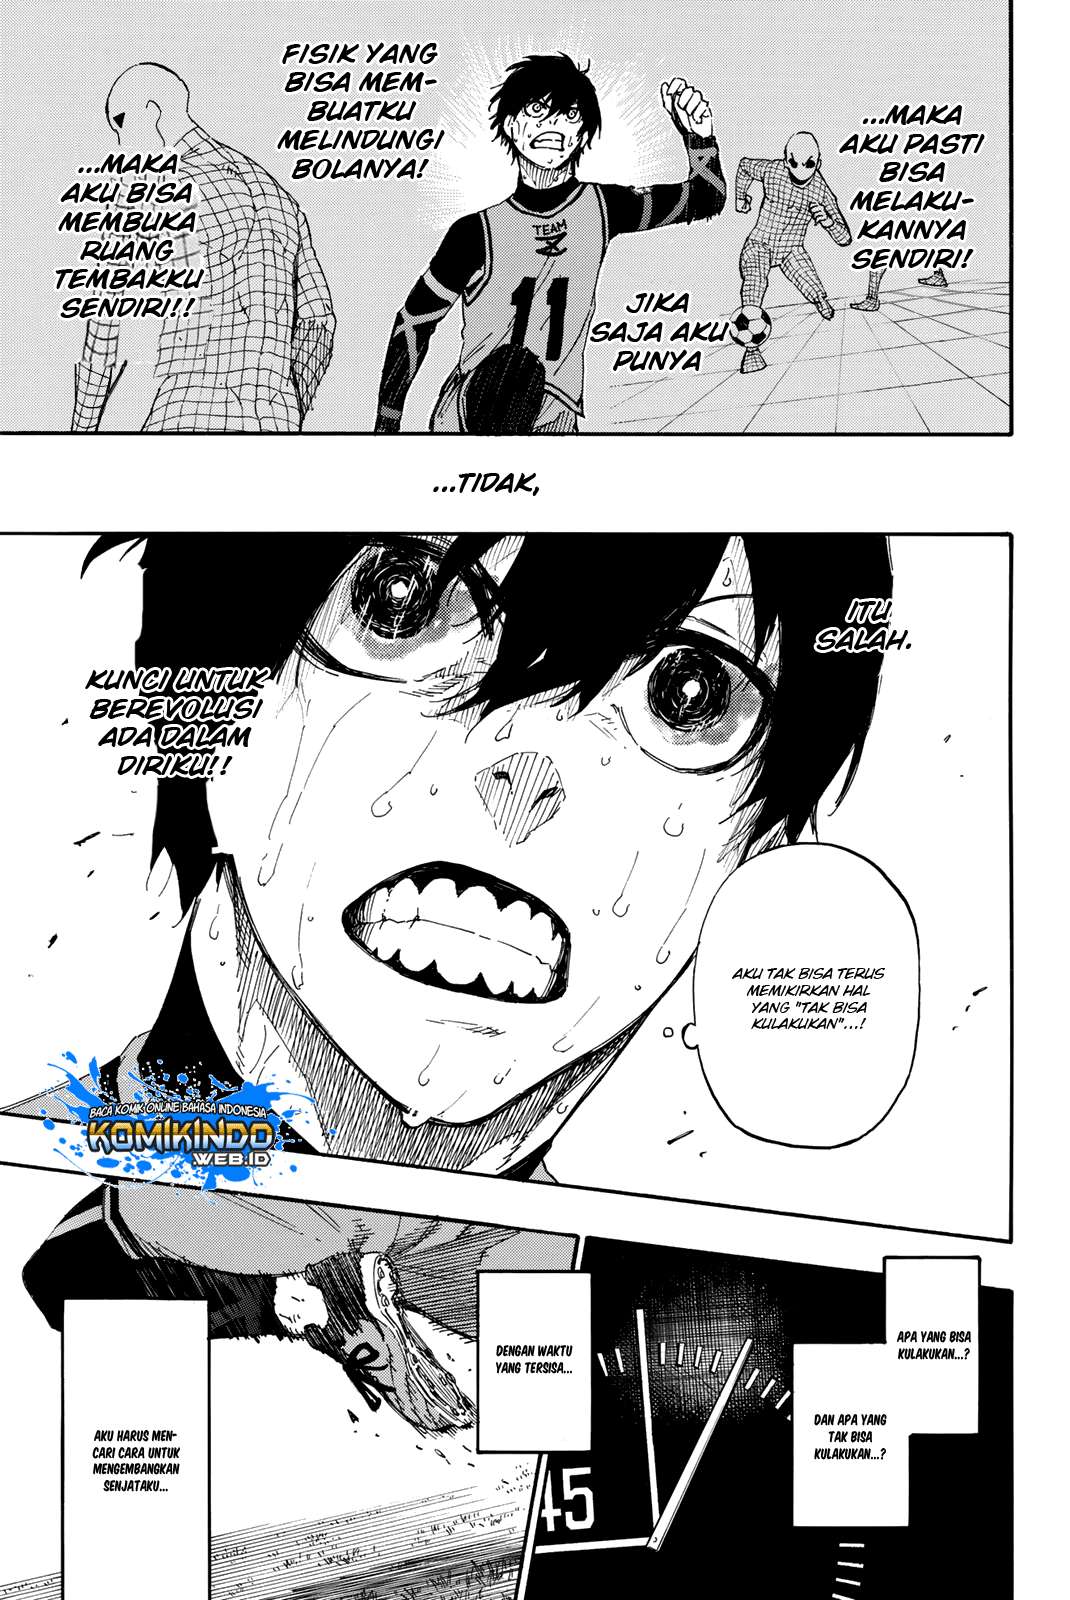 JIKA
SAJA AKU
PUNYA
FISIK YANG
BISA MEM-
BUATKU
MELINDUNGI
BOLANYA!
...MAKA
AKU PASTI
BISA
MELAKU-
KANNYA
SENDIRI!
...MAKA
AKU BISA
MEMBUKA
RUANG
TEMBAKKU
SENDIRI!!
TEAM
Z
11
...TIDAK,
ITU
SALAH.
KUNCI UNTUK
BEREVOLUSI
ADA DALAM
DIRIKU!!
AKU TAK BISA TERUS
MEMIKIRKAN HAL
YANG "TAK BISA
KULAKUKAN"...!
BACA KOMIK ONLINE BAHASA INDONESIA
KOMIKINDO
WEB.ID
APA YANG BISA
KULAKUKAN...?
DAN APA YANG
TAK BISA
KULAKUKAN...?
45
DENGAN WAKTU
YANG TERSISA...
AKU HARUS MEN-
CARI CARA UNTUK
MENGEMBANGKAN
SENJATAKU...